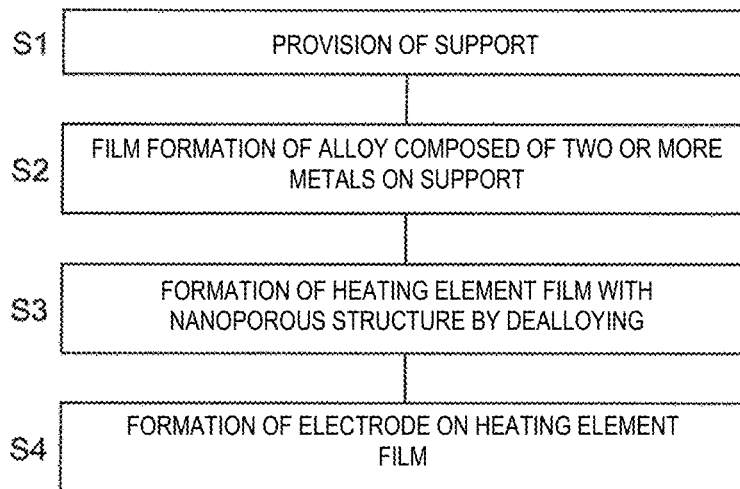 S1
PROVISION OF SUPPORT
S2
FILM FORMATION OF ALLOY COMPOSED OF TWO OR MORE
METALS ON SUPPORT
S3
FORMATION OF HEATING ELEMENT FILM WITH
NANOPOROUS STRUCTURE BY DEALLOYING
S4
FORMATION OF ELECTRODE ON HEATING ELEMENT
FILM